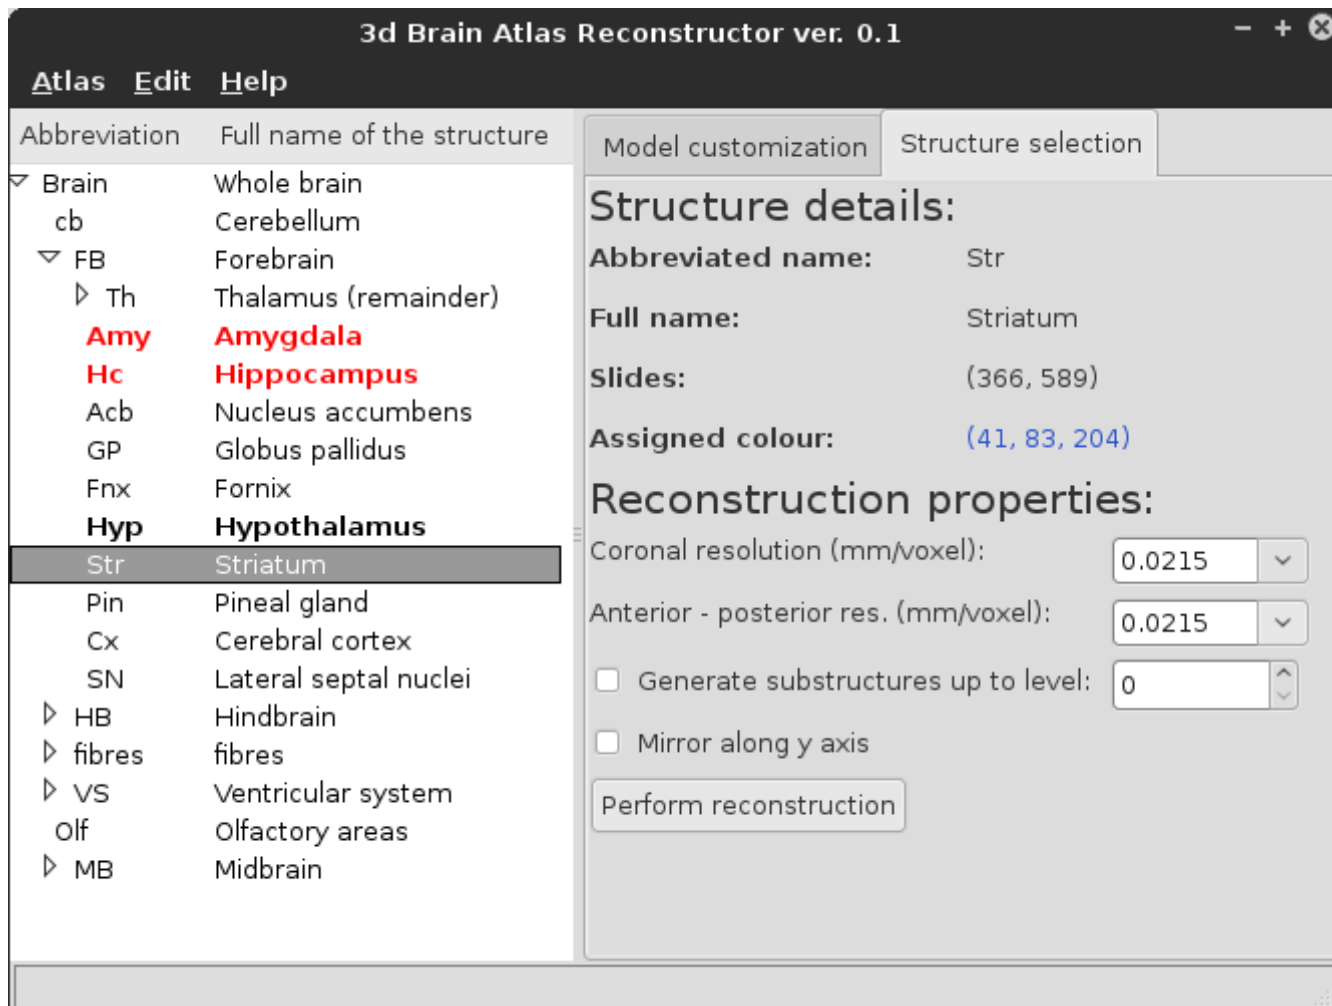 3d Brain Atlas Reconstructor ver. 0.1
Atlas Edit Help
Abbreviation Full name of the structure
Brain Whole brain
cb Cerebellum
FB Forebrain
Th Thalamus (remainder)
Amy Amygdala
Hc Hippocampus
Acb Nucleus accumbens
GP Globus pallidus
Fnx Fornix
Hyp Hypothalamus
Str Striatum
Pin Pineal gland
Cx Cerebral cortex
SN Lateral septal nuclei
HB Hindbrain
fibres fibres
VS Ventricular system
Olf Olfactory areas
MB Midbrain
Model customization Structure selection
Structure details:
Abbreviated name: Str
Full name: Striatum
Slides: (366, 589)
Assigned colour: (41, 83, 204)
Reconstruction properties:
Coronal resolution (mm/voxel): 0.0215
Anterior - posterior res. (mm/voxel): 0.0215
Generate substructures up to level: 0
Mirror along y axis
Perform reconstruction